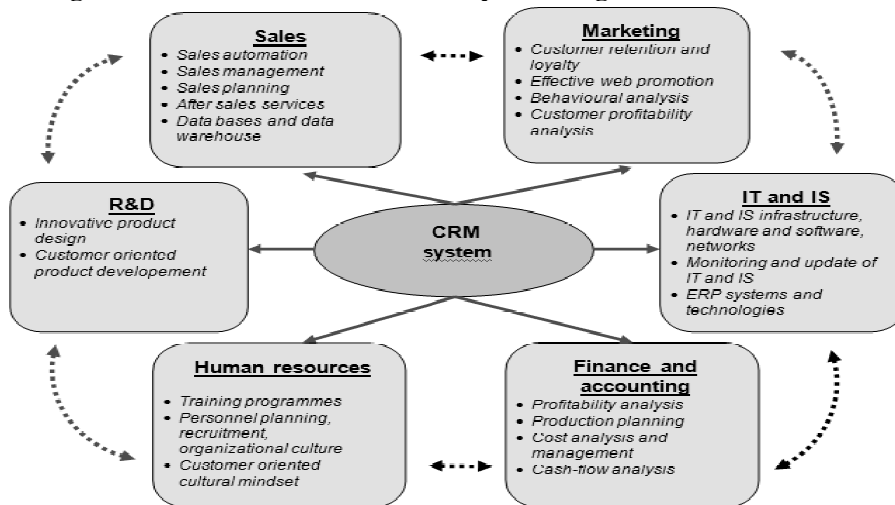 Sales
• Sales automation
• Sales management
• Sales planning
• After sales services
• Data bases and data
warehouse
Marketing
• Customer retention and
loyalty
• Effective web promotion
• Behavioural analysis
• Customer profitability
analysis
R&D
• Innovative product
design
• Customer oriented
product developement
CRM
system
IT and IS
• IT and IS infrastructure,
hardware and software,
networks
• Monitoring and update of
IT and IS
• ERP systems and
technologies
Human resources
• Training programmes
• Personnel planning,
recruitment,
organizational culture
• Customer oriented
cultural mindset
Finance and
accounting
• Profitability analysis
• Production planning
• Cost analysis and
management
• Cash-flow analysis